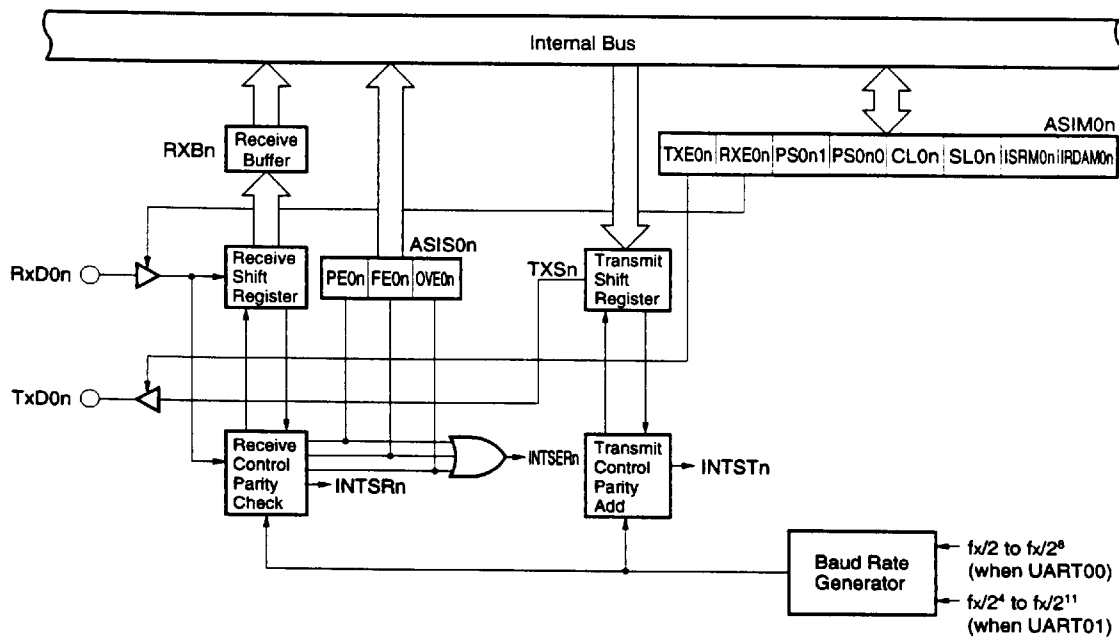 Internal Bus
ASIM0n
RXBn
Receive
Buffer
TXE0n RXE0n PS0n1 PS0n0 CL0n SL0n ISRM0n IRDAM0n
ASIS0n
RxD0n
Receive
Shift
Register
PE0n FE0n OVE0n
TXSn
Transmit
Shift
Register
TxD0n
Receive
Control
Parity
Check
INTSERn
INTSRn
Transmit
Control
Parity
Add
INTSTn
Baud Rate
Generator
fx/2 to fx/2⁸
(when UART00)
fx/2⁴ to fx/2¹¹
(when UART01)